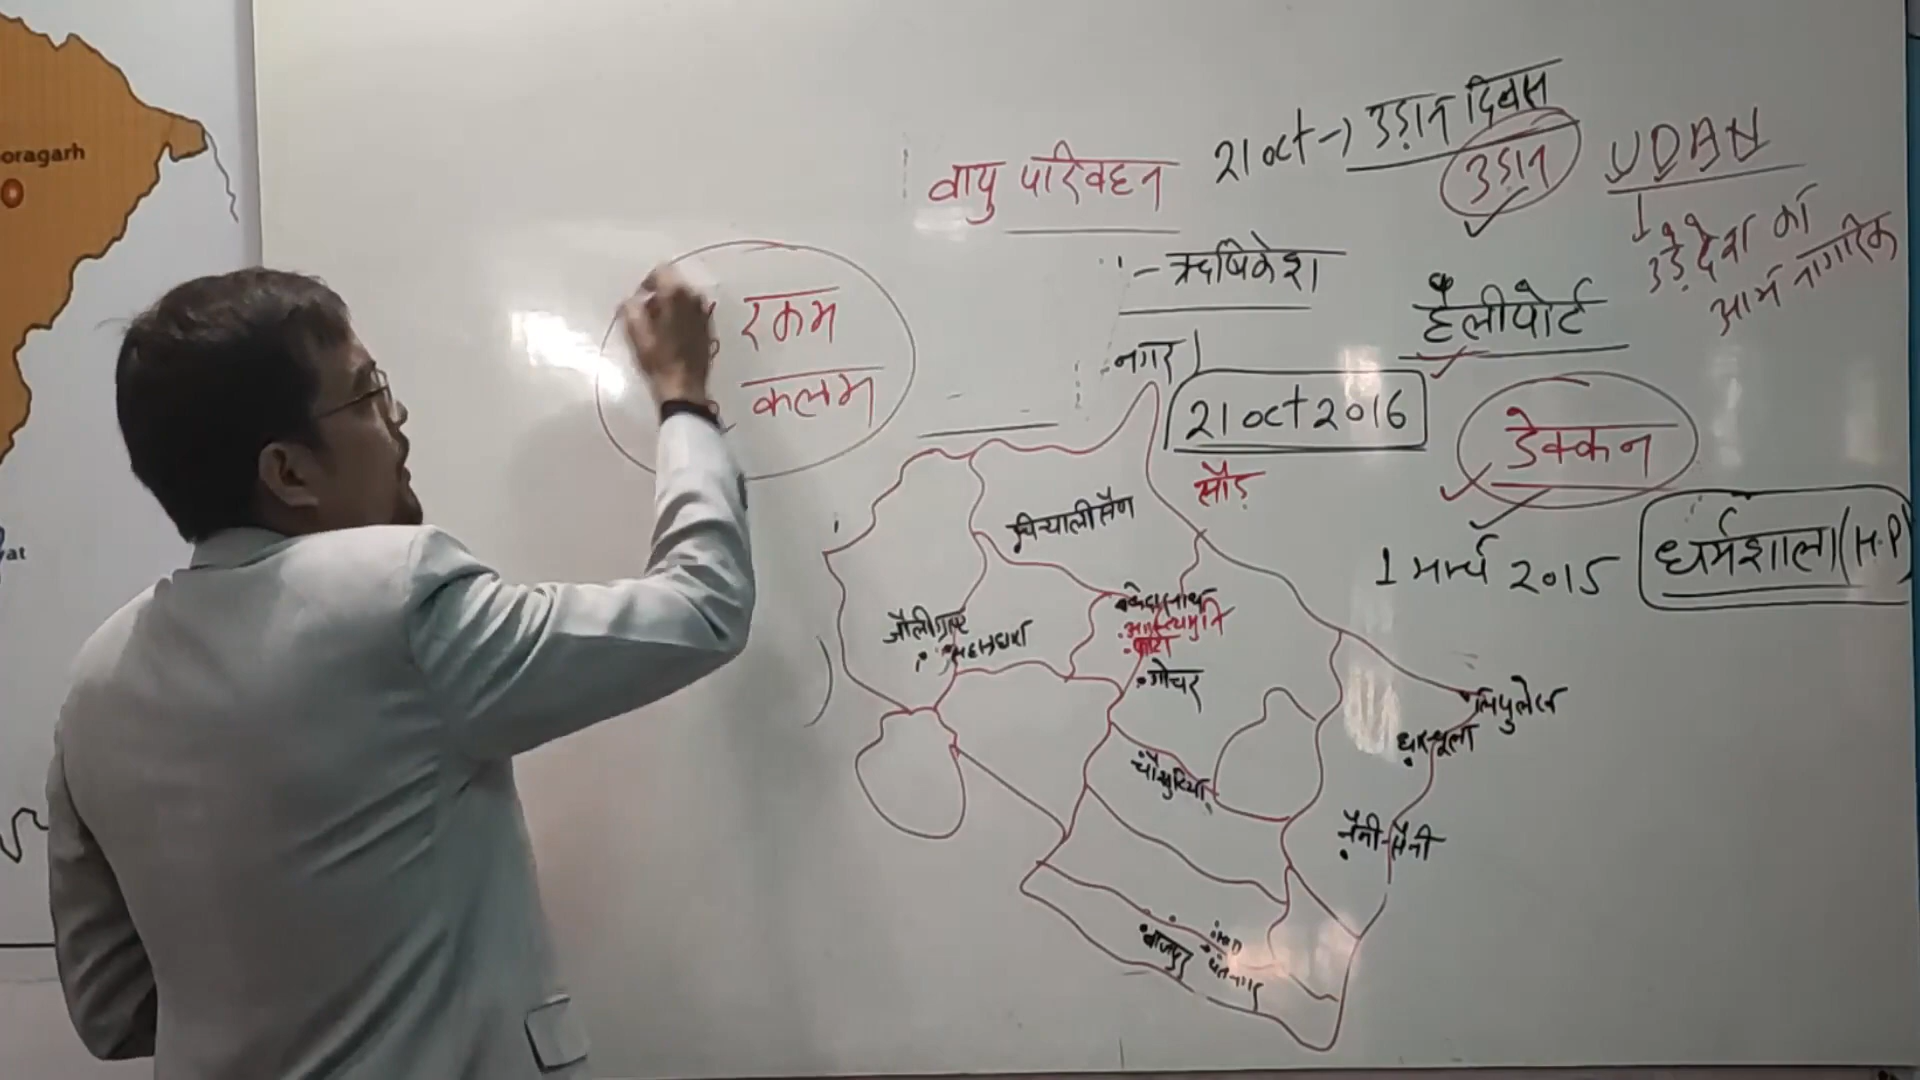 oragarh
at
21 oct → उड़ान दिवस
वायु परिवहन
उड़ान
UDAN
उड़े देश का
आम नागरिक
:- ऋषिकेश
हैलीपोर्ट
रकम
कलम
नगर
21 oct 2016
डेक्कन
सौड़
1 मार्च 2015
धर्मशाला (H.P)
चिन्यालीसैण
केदारनाथ
अगस्त्यमुनि
जौलीग्रान्ट
सहस्त्रधारा
गोचर
लिपुलेख
धारचूला
चौखुटिया
नैनी-सैनी
बाजपुर
पंतनगर